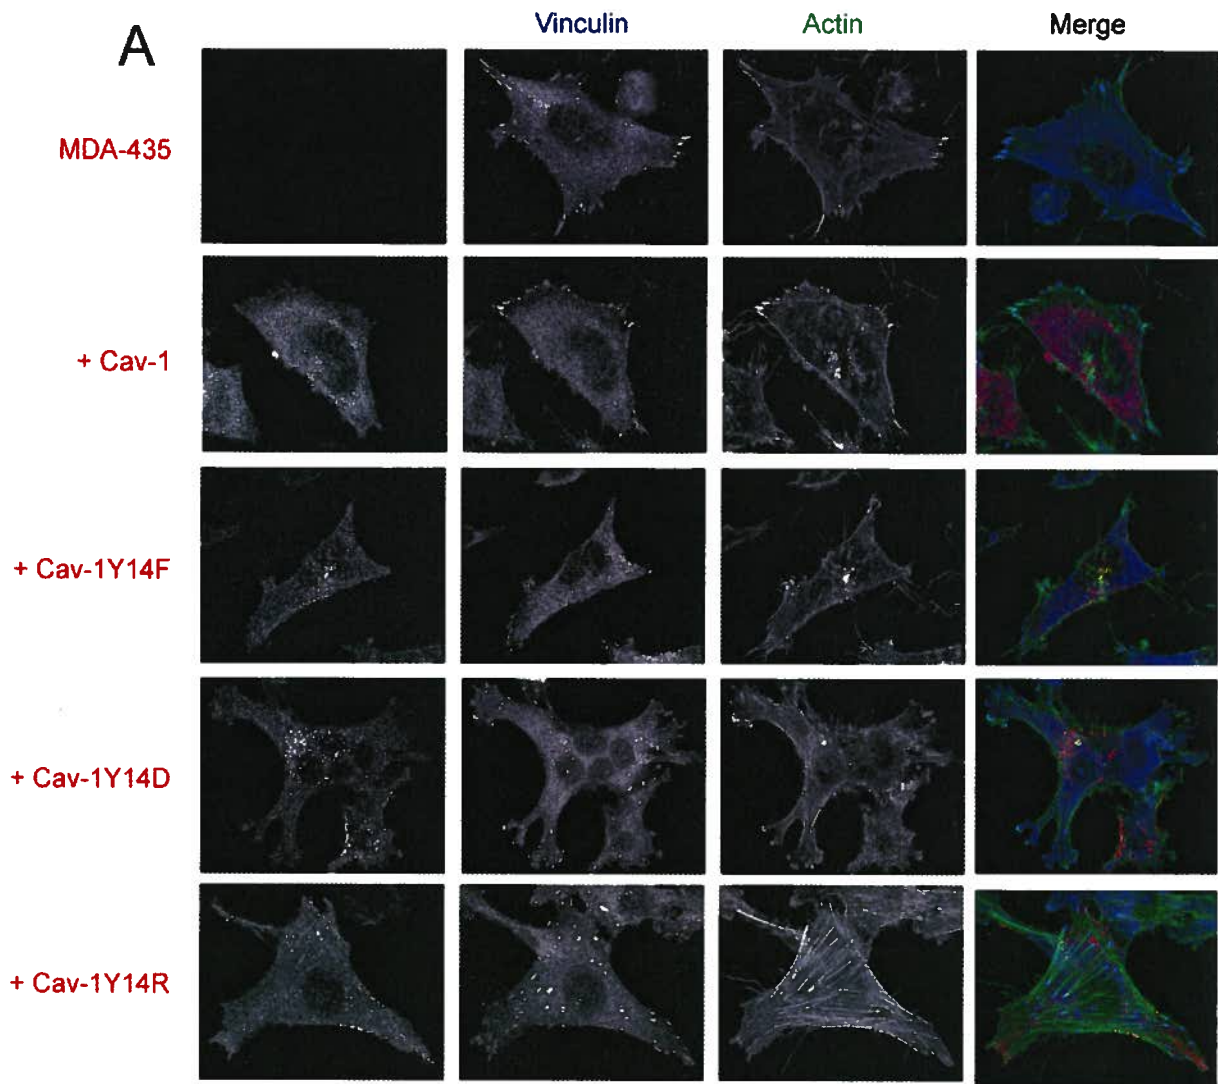 A
Vinculin
Actin
Merge
MDA-435
+ Cav-1
+ Cav-1Y14F
+ Cav-1Y14D
+ Cav-1Y14R